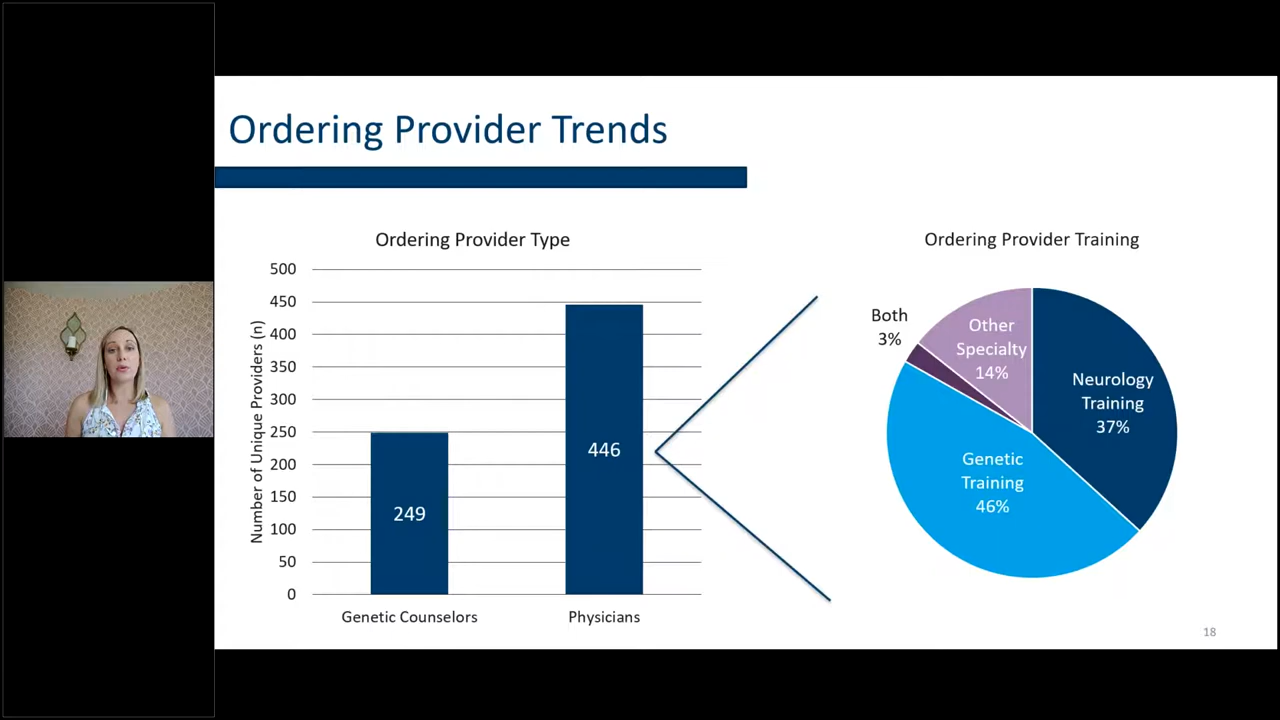 Ordering Provider Trends
Ordering Provider Type
500
450
400
350
300
250
200
150
100
50
0
Number of Unique Providers (n)
249
446
Genetic Counselors
Physicians
Ordering Provider Training
Both
3%
Other
Specialty
14%
Neurology
Training
37%
Genetic
Training
46%
18